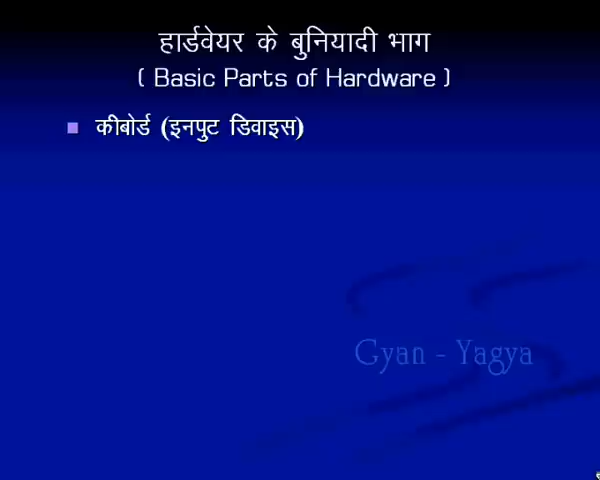 हार्डवेयर के बुनियादी भाग
( Basic Parts of Hardware )
कीबोर्ड (इनपुट डिवाइस)
Gyan - Yagya